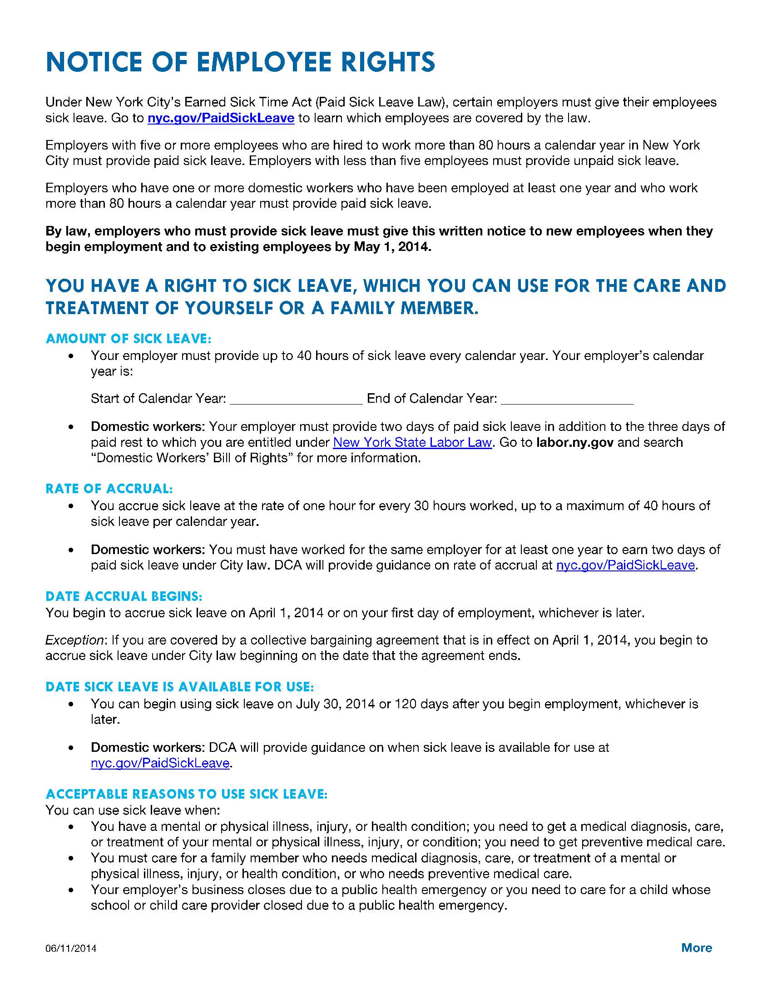 NOTICE OF EMPLOYEE RIGHTS
Under New York City’s Earned Sick Time Act (Paid Sick Leave Law), certain employers must give their employees
sick leave. Go to nyc.gov/PaidSickLeave to learn which employees are covered by the law.
Employers with five or more employees who are hired to work more than 80 hours a calendar year in New York
City must provide paid sick leave. Employers with less than five employees must provide unpaid sick leave.
Employers who have one or more domestic workers who have been employed at least one year and who work
more than 80 hours a calendar year must provide paid sick leave.
By law, employers who must provide sick leave must give this written notice to new employees when they
begin employment and to existing employees by May 1, 2014.
YOU HAVE A RIGHT TO SICK LEAVE, WHICH YOU CAN USE FOR THE CARE AND
TREATMENT OF YOURSELF OR A FAMILY MEMBER.
AMOUNT OF SICK LEAVE:
• Your employer must provide up to 40 hours of sick leave every calendar year. Your employer’s calendar
year is:
Start of Calendar Year: ___________________ End of Calendar Year: ___________________
• Domestic workers: Your employer must provide two days of paid sick leave in addition to the three days of
paid rest to which you are entitled under New York State Labor Law. Go to labor.ny.gov and search
“Domestic Workers’ Bill of Rights” for more information.
RATE OF ACCRUAL:
• You accrue sick leave at the rate of one hour for every 30 hours worked, up to a maximum of 40 hours of
sick leave per calendar year.
• Domestic workers: You must have worked for the same employer for at least one year to earn two days of
paid sick leave under City law. DCA will provide guidance on rate of accrual at nyc.gov/PaidSickLeave.
DATE ACCRUAL BEGINS:
You begin to accrue sick leave on April 1, 2014 or on your first day of employment, whichever is later.
Exception: If you are covered by a collective bargaining agreement that is in effect on April 1, 2014, you begin to
accrue sick leave under City law beginning on the date that the agreement ends.
DATE SICK LEAVE IS AVAILABLE FOR USE:
• You can begin using sick leave on July 30, 2014 or 120 days after you begin employment, whichever is
later.
• Domestic workers: DCA will provide guidance on when sick leave is available for use at
nyc.gov/PaidSickLeave.
ACCEPTABLE REASONS TO USE SICK LEAVE:
You can use sick leave when:
• You have a mental or physical illness, injury, or health condition; you need to get a medical diagnosis, care,
or treatment of your mental or physical illness, injury, or condition; you need to get preventive medical care.
• You must care for a family member who needs medical diagnosis, care, or treatment of a mental or
physical illness, injury, or health condition, or who needs preventive medical care.
• Your employer’s business closes due to a public health emergency or you need to care for a child whose
school or child care provider closed due to a public health emergency.
06/11/2014 More